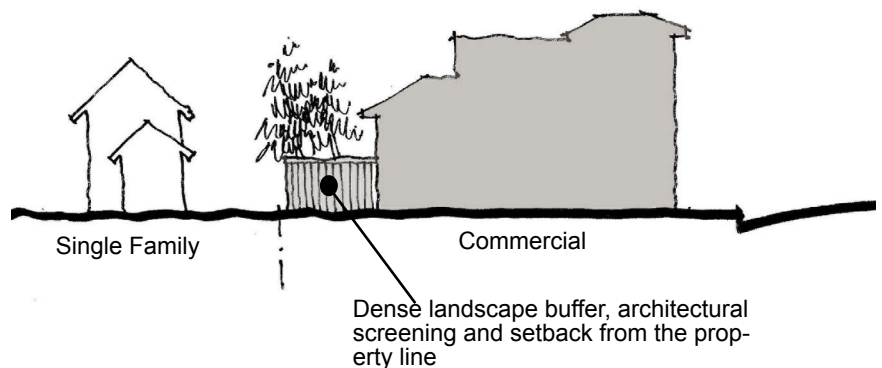 Single Family
Commercial
Dense landscape buffer, architectural
screening and setback from the prop-
erty line